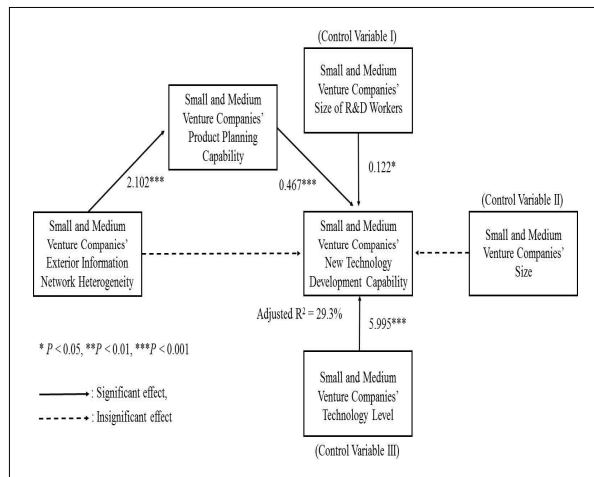 (Control Variable I)
Small and Medium
Venture Companies’
Size of R&D Workers
Small and Medium
Venture Companies’
Product Planning
Capability
2.102***
0.467***
0.122*
(Control Variable II)
Small and Medium
Venture Companies’
Exterior Information
Network Heterogeneity
Small and Medium
Venture Companies’
New Technology
Development Capability
Small and Medium
Venture Companies’
Size
Adjusted R² = 29.3%
5.995***
* P < 0.05, **P < 0.01, ***P < 0.001
: Significant effect,
: Insignificant effect
Small and Medium
Venture Companies’
Technology Level
(Control Variable III)